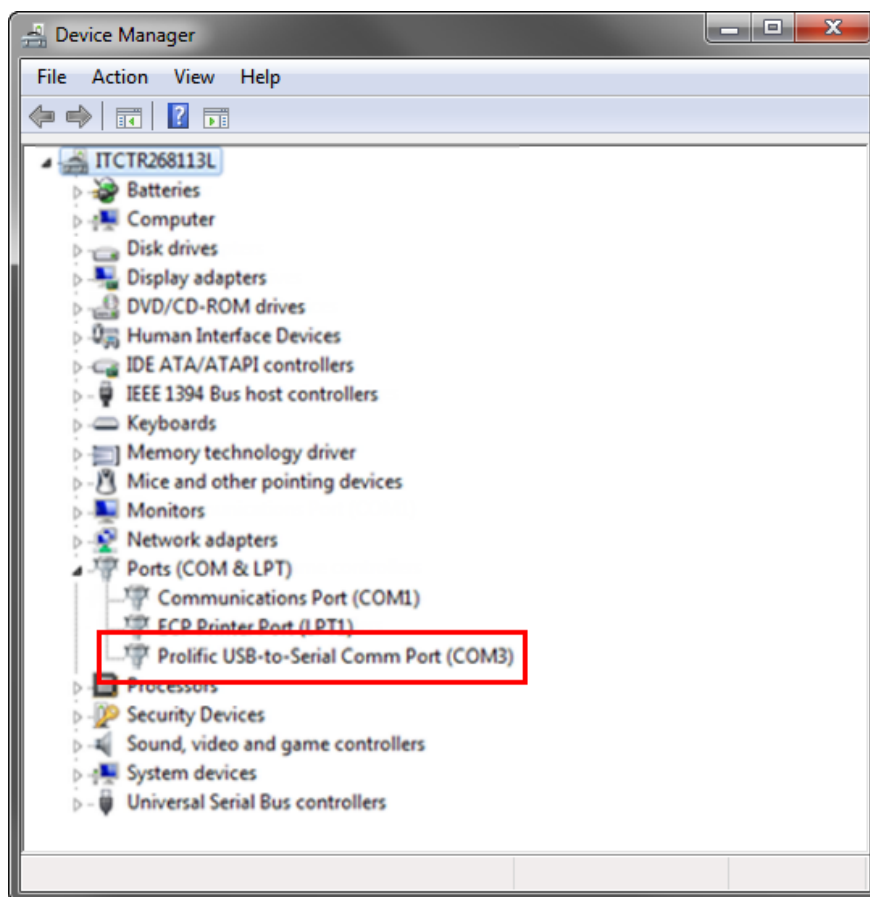 Device Manager
File Action View Help
ITCTR268113L
Batteries
Computer
Disk drives
Display adapters
DVD/CD-ROM drives
Human Interface Devices
IDE ATA/ATAPI controllers
IEEE 1394 Bus host controllers
Keyboards
Memory technology driver
Mice and other pointing devices
Monitors
Network adapters
Ports (COM & LPT)
Communications Port (COM1)
ECP Printer Port (LPT1)
Prolific USB-to-Serial Comm Port (COM3)
Processors
Security Devices
Sound, video and game controllers
System devices
Universal Serial Bus controllers